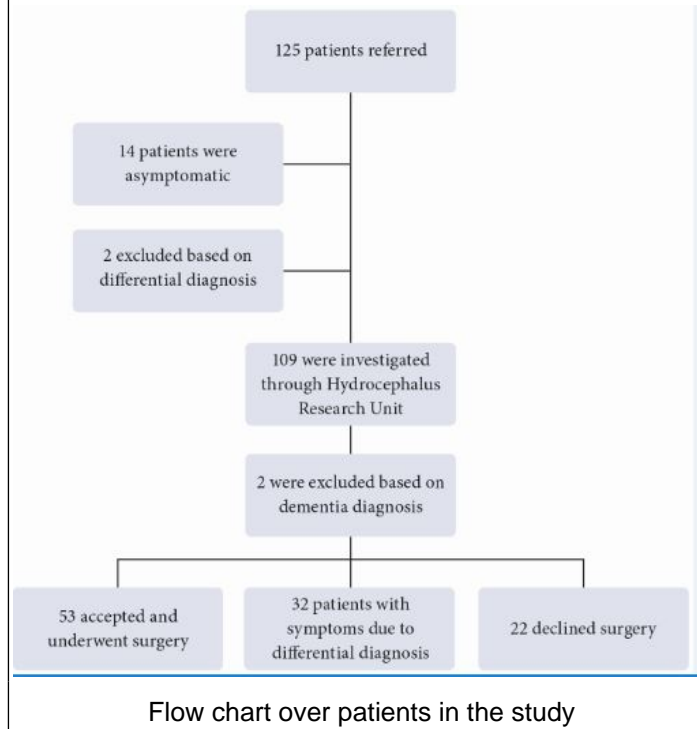 125 patients referred
14 patients were
asymptomatic
2 excluded based on
differential diagnosis
109 were investigated
through Hydrocephalus
Research Unit
2 were excluded based on
dementia diagnosis
53 accepted and
underwent surgery
32 patients with
symptoms due to
differential diagnosis
22 declined surgery
Flow chart over patients in the study